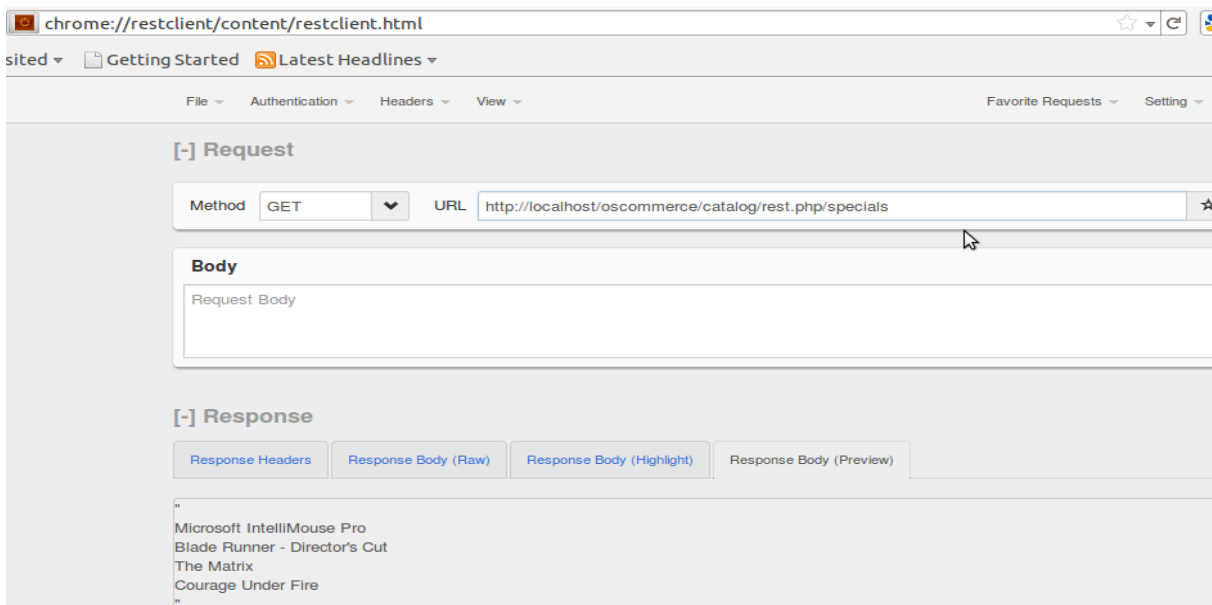 chrome://restclient/content/restclient.html
sited Getting Started Latest Headlines
File Authentication Headers View Favorite Requests Setting
[-] Request
Method GET URL http://localhost/oscommerce/catalog/rest.php/specials
Body
Request Body
[-] Response
Response Headers Response Body (Raw) Response Body (Highlight) Response Body (Preview)
"
Microsoft IntelliMouse Pro
Blade Runner - Director's Cut
The Matrix
Courage Under Fire
"